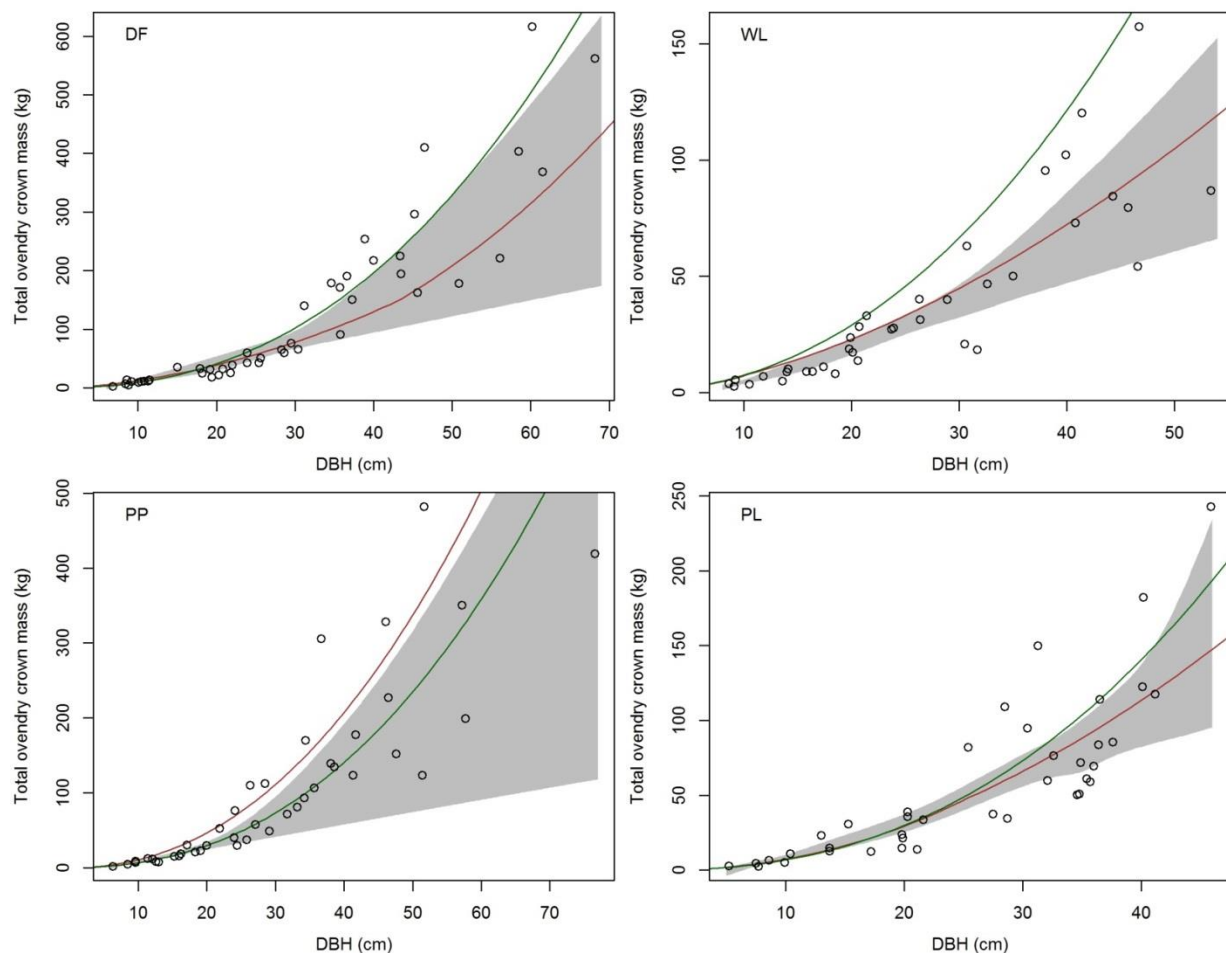 DF
Total ovendry crown mass (kg)
0 100 200 300 400 500 600
10 20 30 40 50 60 70
DBH (cm)
WL
Total ovendry crown mass (kg)
0 50 100 150
10 20 30 40 50
DBH (cm)
PP
Total ovendry crown mass (kg)
0 100 200 300 400 500
10 20 30 40 50 60 70
DBH (cm)
PL
Total ovendry crown mass (kg)
0 50 100 150 200 250
10 20 30 40
DBH (cm)